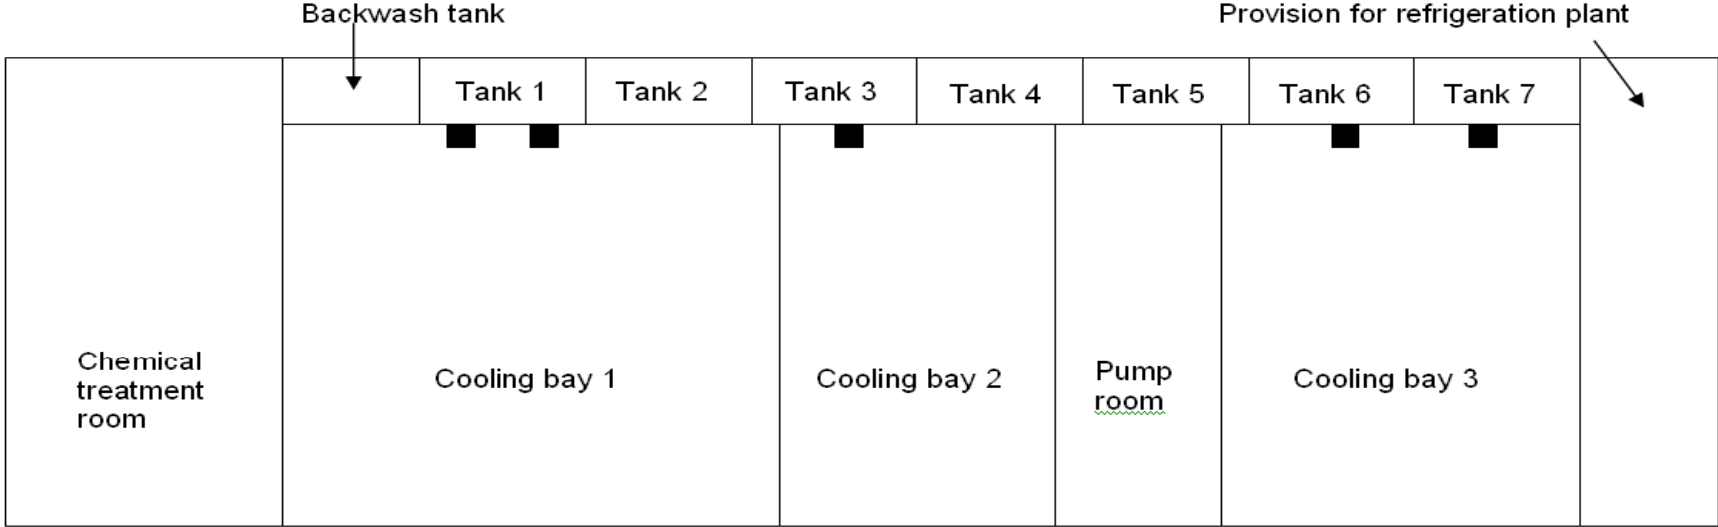 Backwash tank
Provision for refrigeration plant
Tank 1
Tank 2
Tank 3
Tank 4
Tank 5
Tank 6
Tank 7
Chemical
treatment
room
Cooling bay 1
Cooling bay 2
Pump
room
Cooling bay 3